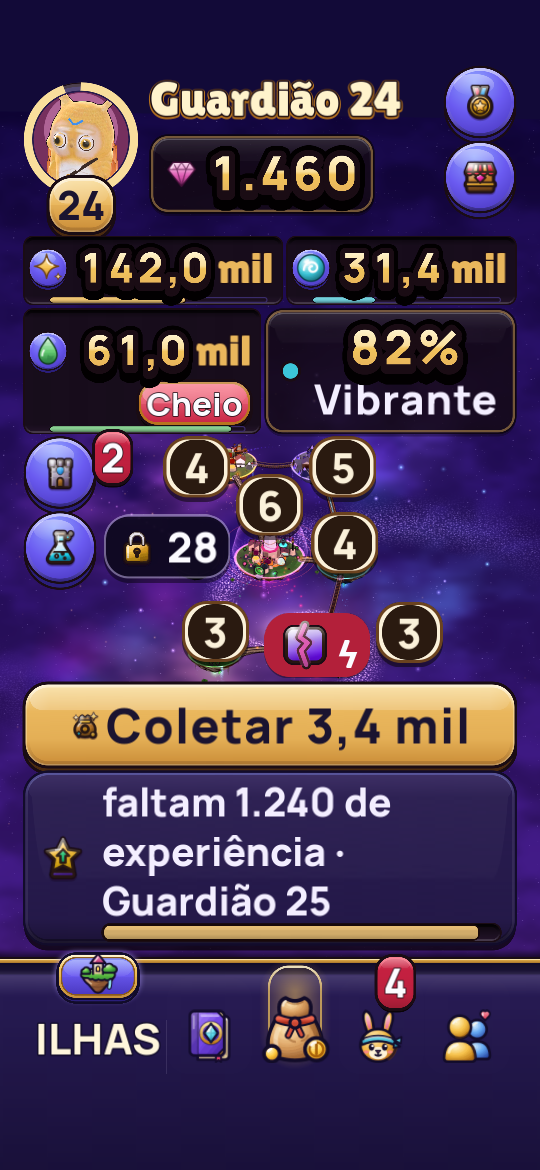 Guardião 24
1.460
24
142,0 mil
31,4 mil
61,0 mil
Cheio
82%
Vibrante
2
4
5
6
4
28
3
4
3
Coletar 3,4 mil
faltam 1.240 de
experiência ·
Guardião 25
4
ILHAS